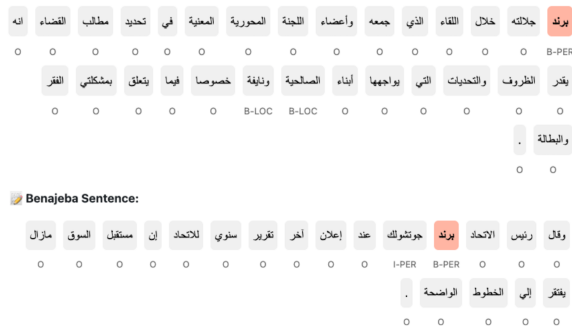 برند جلالته خلال اللقاء الذي جمعه وأعضاء اللجنة المحورية المعنية في تحديد مطالب القضاء انه
O O O O O O O O O O O O O O B-PER
يقدر الظروف والتحديات التي يواجهها أبناء الصالحية ونايفة خصوصا فيما يتعلق بمشكلتي الفقر
O O O O O B-LOC B-LOC O O O O O O
والبطالة .
O O
📝 Benajeba Sentence:
وقال رئيس الاتحاد برند جوتشولك عند إعلان آخر تقرير سنوي للاتحاد إن مستقبل السوق مازال
O O O O O O O O O O I-PER B-PER O O O
يفتقر إلي الخطوط الواضحة .
O O O O O